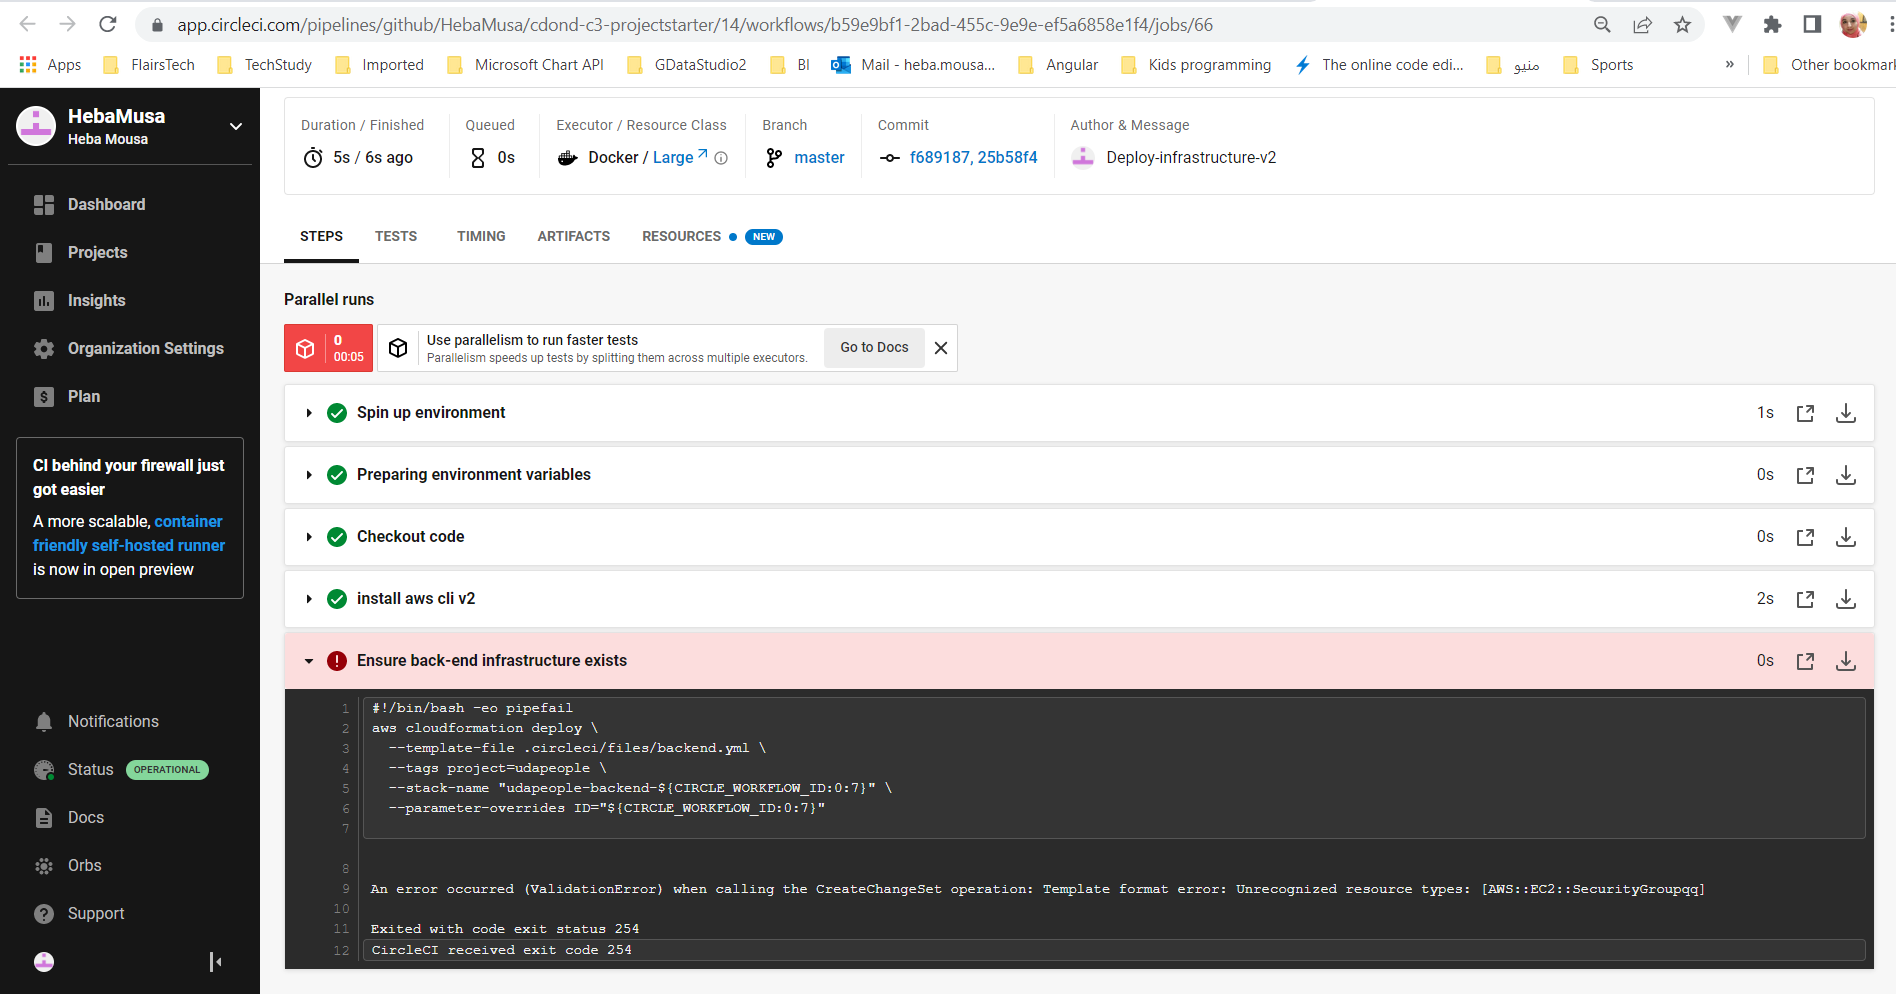 app.circleci.com/pipelines/github/HebaMusa/cdond-c3-projectstarter/14/workflows/b59e9bf1-2bad-455c-9e9e-ef5a6858e1f4/jobs/66
Apps FlairsTech TechStudy Imported Microsoft Chart API GDataStudio2 BI Mail - heba.mousa... Angular Kids programming The online code edi... منيو Sports » Other bookmark
HebaMusa
Heba Mousa
Dashboard
Projects
Insights
Organization Settings
Plan
CI behind your firewall just
got easier
A more scalable, container
friendly self-hosted runner
is now in open preview
Notifications
Status OPERATIONAL
Docs
Orbs
Support
Duration / Finished Queued Executor / Resource Class Branch Commit Author & Message
5s / 6s ago 0s Docker / Large master f689187, 25b58f4 Deploy-infrastructure-v2
STEPS TESTS TIMING ARTIFACTS RESOURCES NEW
Parallel runs
0
00:05
Use parallelism to run faster tests
Parallelism speeds up tests by splitting them across multiple executors.
Go to Docs
Spin up environment 1s
Preparing environment variables 0s
Checkout code 0s
install aws cli v2 2s
Ensure back-end infrastructure exists 0s
1 #!/bin/bash -eo pipefail
2 aws cloudformation deploy \
3 --template-file .circleci/files/backend.yml \
4 --tags project=udapeople \
5 --stack-name "udapeople-backend-${CIRCLE_WORKFLOW_ID:0:7}" \
6 --parameter-overrides ID="${CIRCLE_WORKFLOW_ID:0:7}"
7
8
9 An error occurred (ValidationError) when calling the CreateChangeSet operation: Template format error: Unrecognized resource types: [AWS::EC2::SecurityGroupqq]
10
11 Exited with code exit status 254
12 CircleCI received exit code 254